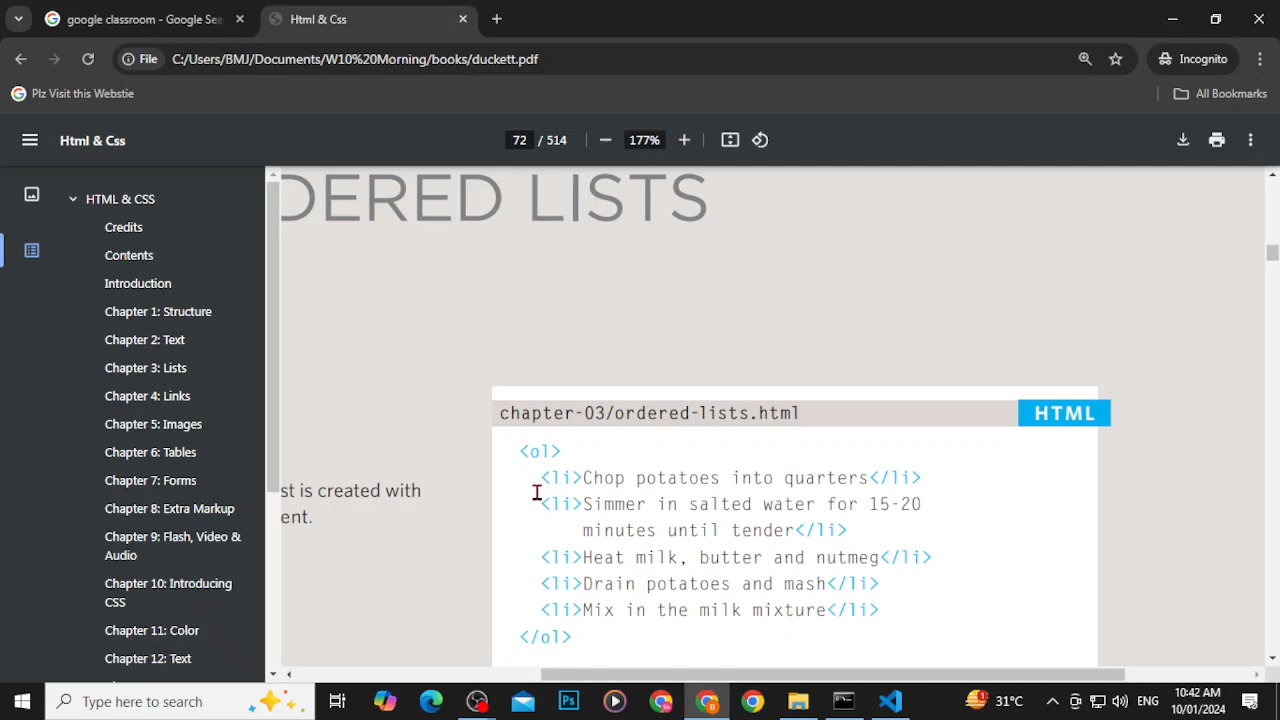 google classroom - Google Sea
Html & Css
File
C:/Users/BMJ/Documents/W10%20Morning/books/duckett.pdf
Incognito
Plz Visit this Webstie
All Bookmarks
Html & Css
72 / 514
177%
HTML & CSS
Credits
Contents
Introduction
Chapter 1: Structure
Chapter 2: Text
Chapter 3: Lists
Chapter 4: Links
Chapter 5: Images
Chapter 6: Tables
Chapter 7: Forms
Chapter 8: Extra Markup
Chapter 9: Flash, Video &
Audio
Chapter 10: Introducing
CSS
Chapter 11: Color
Chapter 12: Text
DERED LISTS
st is created with
ent.
chapter-03/ordered-lists.html
HTML
<ol>
<li>Chop potatoes into quarters</li>
<li>Simmer in salted water for 15-20
minutes until tender</li>
<li>Heat milk, butter and nutmeg</li>
<li>Drain potatoes and mash</li>
<li>Mix in the milk mixture</li>
</ol>
Type here to search
Ps
1
31°C
ENG
10:42 AM
10/01/2024